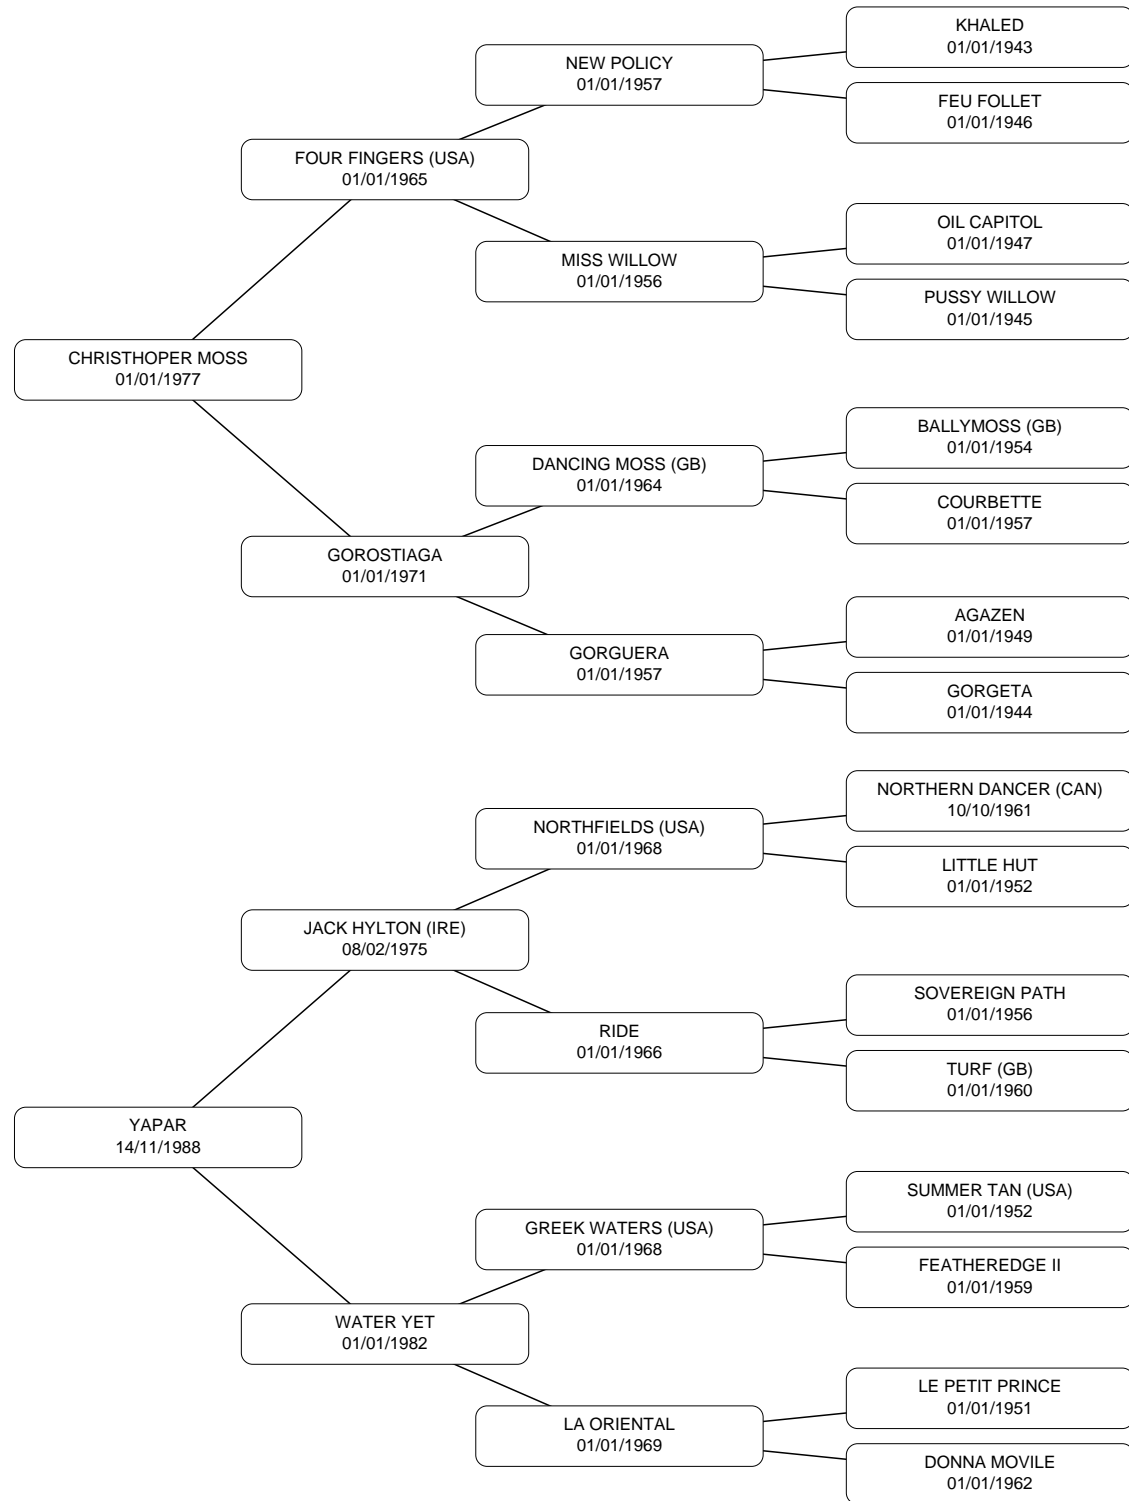 KHALED
01/01/1943
NEW POLICY
01/01/1957
FEU FOLLET
01/01/1946
FOUR FINGERS (USA)
01/01/1965
OIL CAPITOL
01/01/1947
MISS WILLOW
01/01/1956
PUSSY WILLOW
01/01/1945
CHRISTHOPER MOSS
01/01/1977
BALLYMOSS (GB)
01/01/1954
DANCING MOSS (GB)
01/01/1964
COURBETTE
01/01/1957
GOROSTIAGA
01/01/1971
AGAZEN
01/01/1949
GORGUERA
01/01/1957
GORGETA
01/01/1944
NORTHERN DANCER (CAN)
10/10/1961
NORTHFIELDS (USA)
01/01/1968
LITTLE HUT
01/01/1952
JACK HYLTON (IRE)
08/02/1975
SOVEREIGN PATH
01/01/1956
RIDE
01/01/1966
TURF (GB)
01/01/1960
YAPAR
14/11/1988
SUMMER TAN (USA)
01/01/1952
GREEK WATERS (USA)
01/01/1968
FEATHEREDGE II
01/01/1959
WATER YET
01/01/1982
LE PETIT PRINCE
01/01/1951
LA ORIENTAL
01/01/1969
DONNA MOVILE
01/01/1962